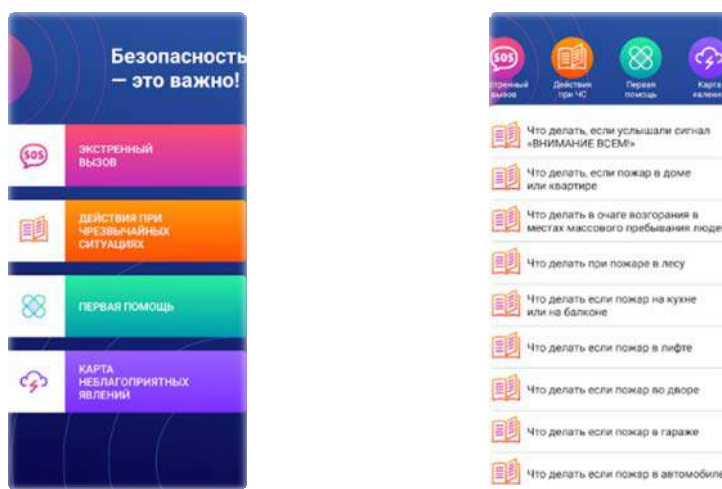 Безопасность
— это важно!
SOS
ЭКСТРЕННЫЙ
ВЫЗОВ
ДЕЙСТВИЯ ПРИ
ЧРЕЗВЫЧАЙНЫХ
СИТУАЦИЯХ
ПЕРВАЯ ПОМОЩЬ
КАРТА
НЕБЛАГОПРИЯТНЫХ
ЯВЛЕНИЙ
SOS
вызов
Действия
при ЧС
Первая
помощь
Карта
Что делать, если услышали сигнал
«ВНИМАНИЕ ВСЕМ!»
Что делать, если пожар в доме
или квартире
Что делать в очаге возгорания в
местах массового пребывания люде
Что делать при пожаре в лесу
Что делать если пожар на кухне
или на балконе
Что делать если пожар в лифте
Что делать если пожар во дворе
Что делать если пожар в гараже
Что делать если пожар в автомобиле